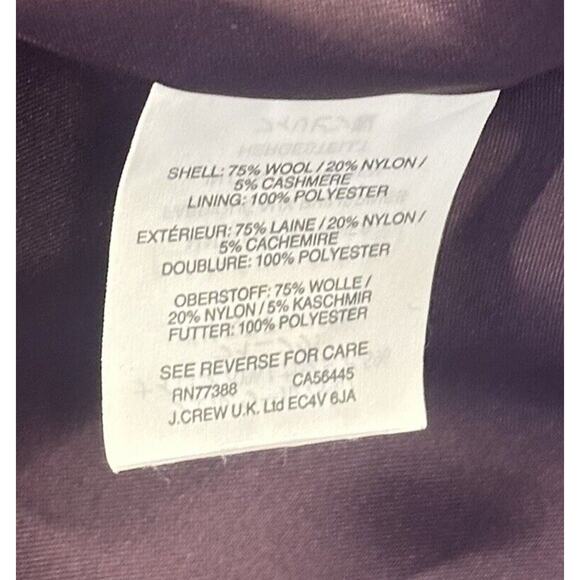 SHELL: 75% WOOL / 20% NYLON /
5% CASHMERE
LINING: 100% POLYESTER
EXTÉRIEUR: 75% LAINE / 20% NYLON /
5% CACHEMIRE
DOUBLURE: 100% POLYESTER
OBERSTOFF: 75% WOLLE /
20% NYLON / 5% KASCHMIR
FUTTER: 100% POLYESTER
SEE REVERSE FOR CARE
RN77388 CA56445
J.CREW U.K. Ltd EC4V 6JA